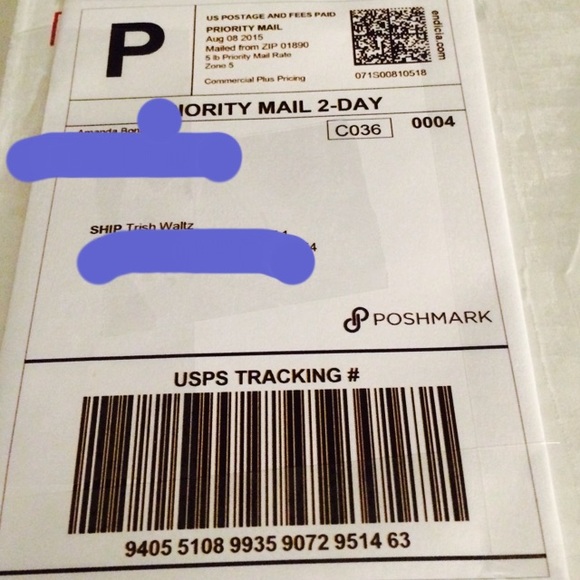 P
US POSTAGE AND FEES PAID
PRIORITY MAIL
Aug 08 2015
Mailed from ZIP 01890
5 lb Priority Mail Rate
Zone 5
Commercial Plus Pricing
071S00810518
endicia.com
IORITY MAIL 2-DAY
C036 0004
Amanda
SHIP Trish Waltz
4
POSHMARK
USPS TRACKING #
9405 5108 9935 9072 9514 63